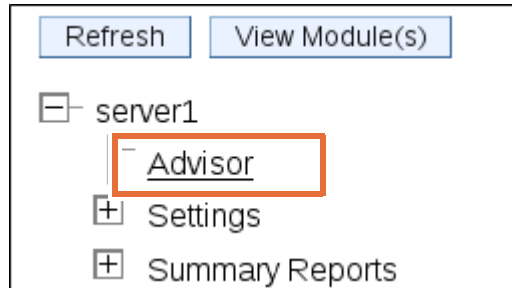 Refresh View Module(s)
server1
Advisor
Settings
Summary Reports